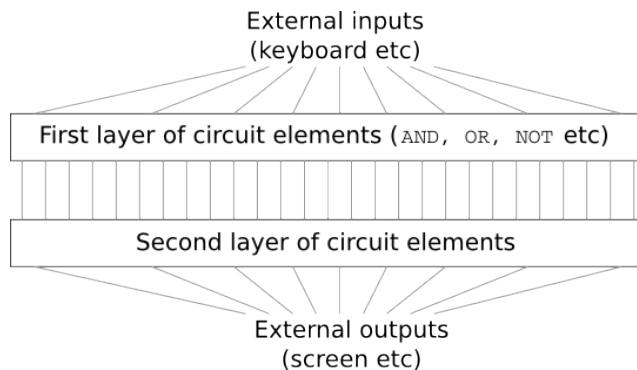 External inputs
(keyboard etc)
First layer of circuit elements (AND, OR, NOT etc)
Second layer of circuit elements
External outputs
(screen etc)